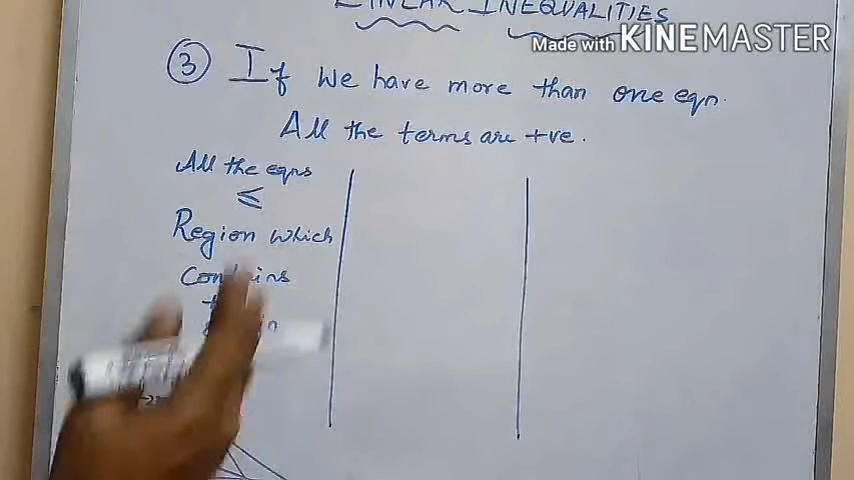 LINEAR INEQUALITIES
Made with KINEMASTER
③ If we have more than one eqn.
All the terms are +ve.
All the eqns
≤
Region which
Contains